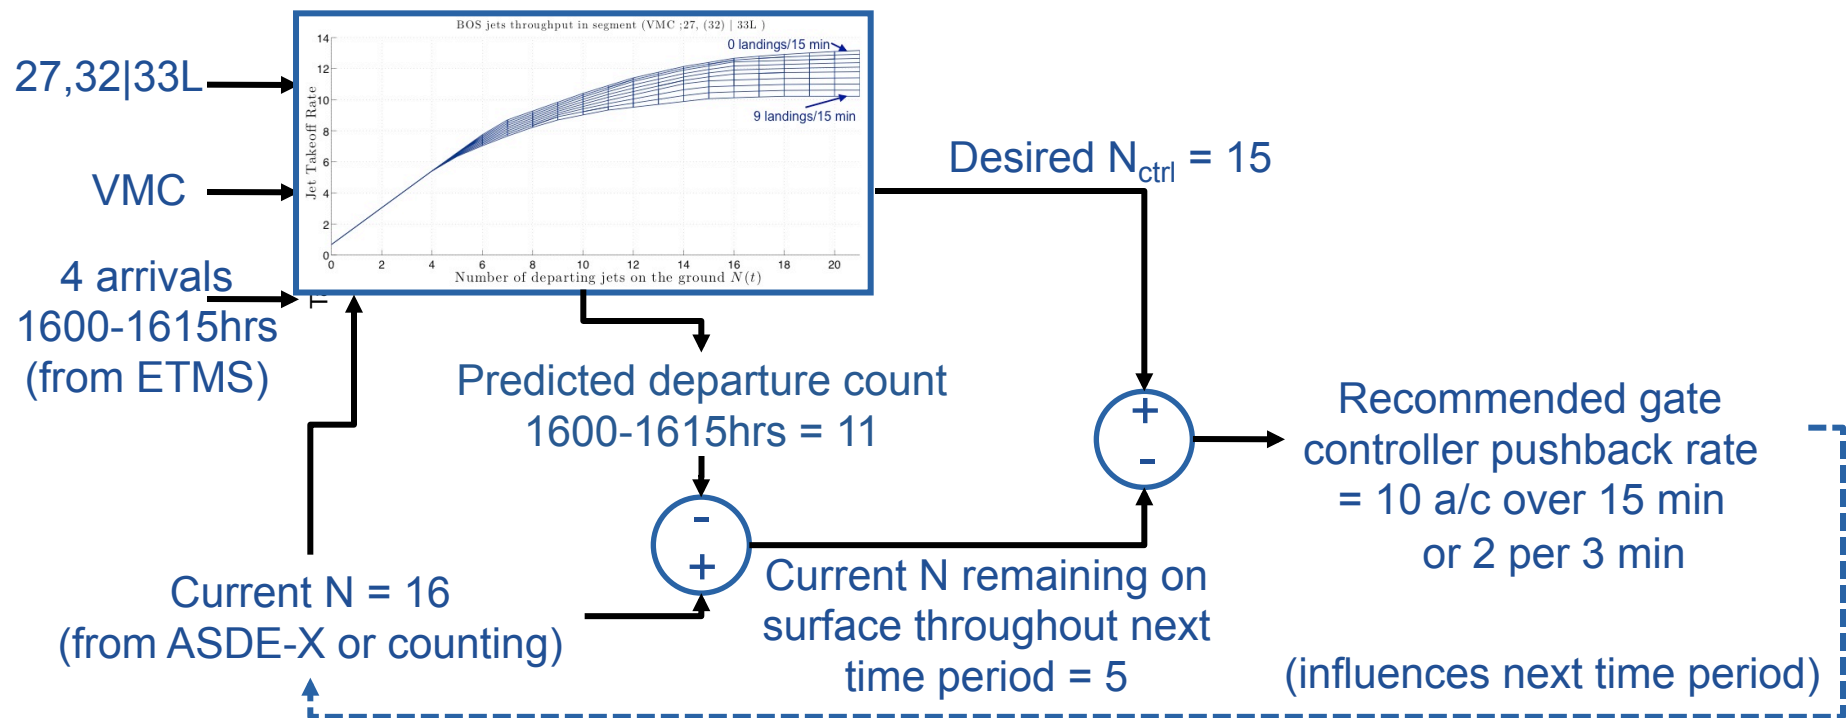 BOS jets throughput in segment (VMC ;27, (32) | 33L )
0 landings/15 min
9 landings/15 min
Jet Takeoff Rate
14
12
10
8
6
4
2
0
0 2 4 6 8 10 12 14 16 18 20
Number of departing jets on the ground N(t)
27,32|33L
VMC
4 arrivals
1600-1615hrs
(from ETMS)
Desired Nctrl = 15
Predicted departure count
1600-1615hrs = 11
+
-
Recommended gate
controller pushback rate
= 10 a/c over 15 min
or 2 per 3 min
-
+
Current N = 16
(from ASDE-X or counting)
Current N remaining on
surface throughout next
time period = 5
(influences next time period)